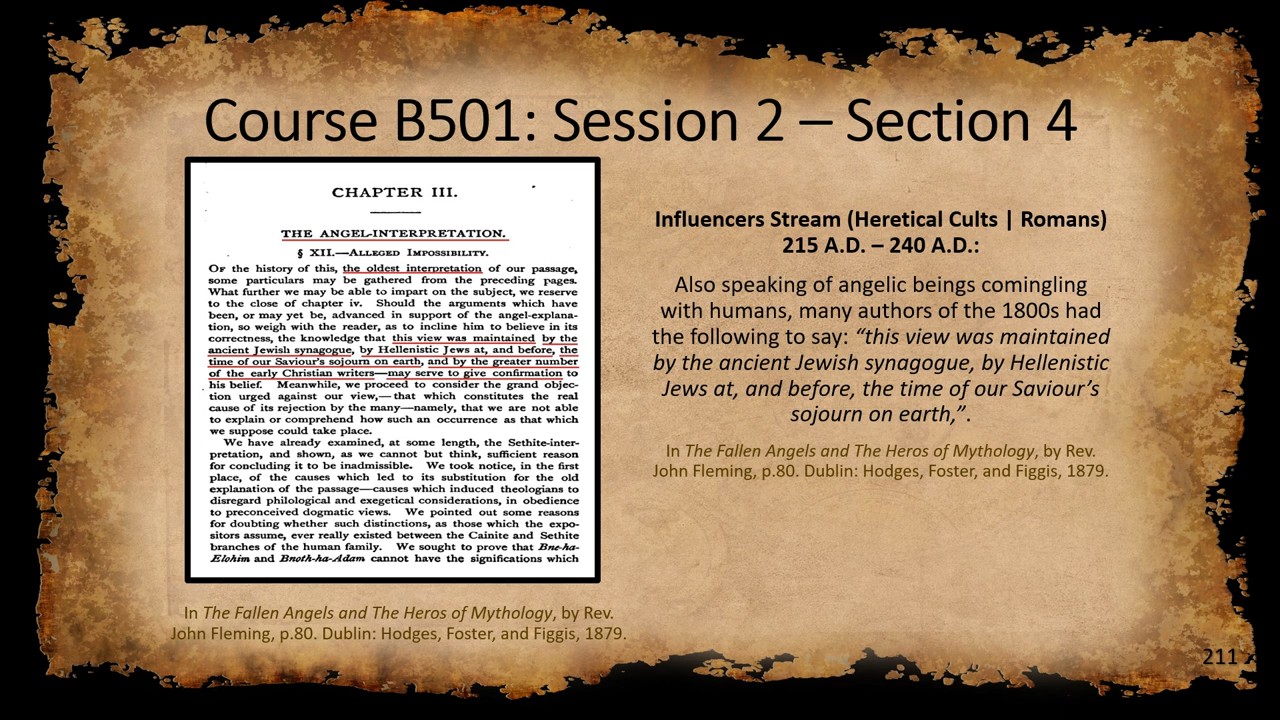 Course B501: Session 2 – Section 4
CHAPTER III.
THE ANGEL-INTERPRETATION.
§ XII.—Alleged Impossibility.
Of the history of this, the oldest interpretation of our passage,
some particulars may be gathered from the preceding pages.
What further we may be able to impart on the subject, we reserve
to the close of chapter iv. Should the arguments which have
been, or may yet be, advanced in support of the angel-explana-
tion, so weigh with the reader, as to incline him to believe in its
correctness, the knowledge that this view was maintained by the
ancient Jewish synagogue, by Hellenistic Jews at, and before, the
time of our Saviour's sojourn on earth, and by the greater number
of the early Christian writers—may serve to give confirmation to
his belief. Meanwhile, we proceed to consider the grand objec-
tion urged against our view,—that which constitutes the real
cause of its rejection by the many—namely, that we are not able
to explain or comprehend how such an occurrence as that which
we suppose could take place.
We have already examined, at some length, the Sethite-inter-
pretation, and shown, as we cannot but think, sufficient reason
for concluding it to be inadmissible. We took notice, in the first
place, of the causes which led to its substitution for the old
explanation of the passage—causes which induced theologians to
disregard philological and exegetical considerations, in obedience
to preconceived dogmatic views. We pointed out some reasons
for doubting whether such distinctions, as those which the expo-
sitors assume, ever really existed between the Cainite and Sethite
branches of the human family. We sought to prove that Bne-ha-
Elohim and Bnoth-ha-Adam cannot have the significations which
In The Fallen Angels and The Heros of Mythology, by Rev.
John Fleming, p.80. Dublin: Hodges, Foster, and Figgis, 1879.
Influencers Stream (Heretical Cults | Romans)
215 A.D. – 240 A.D.:
Also speaking of angelic beings comingling
with humans, many authors of the 1800s had
the following to say: “this view was maintained
by the ancient Jewish synagogue, by Hellenistic
Jews at, and before, the time of our Saviour’s
sojourn on earth,”.
In The Fallen Angels and The Heros of Mythology, by Rev.
John Fleming, p.80. Dublin: Hodges, Foster, and Figgis, 1879.
211